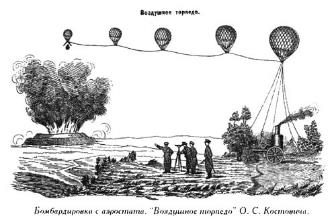 Воздушное торпедо.
Бомбардировка с аэростата. "Воздушное торпедо" О. С. Костовича.